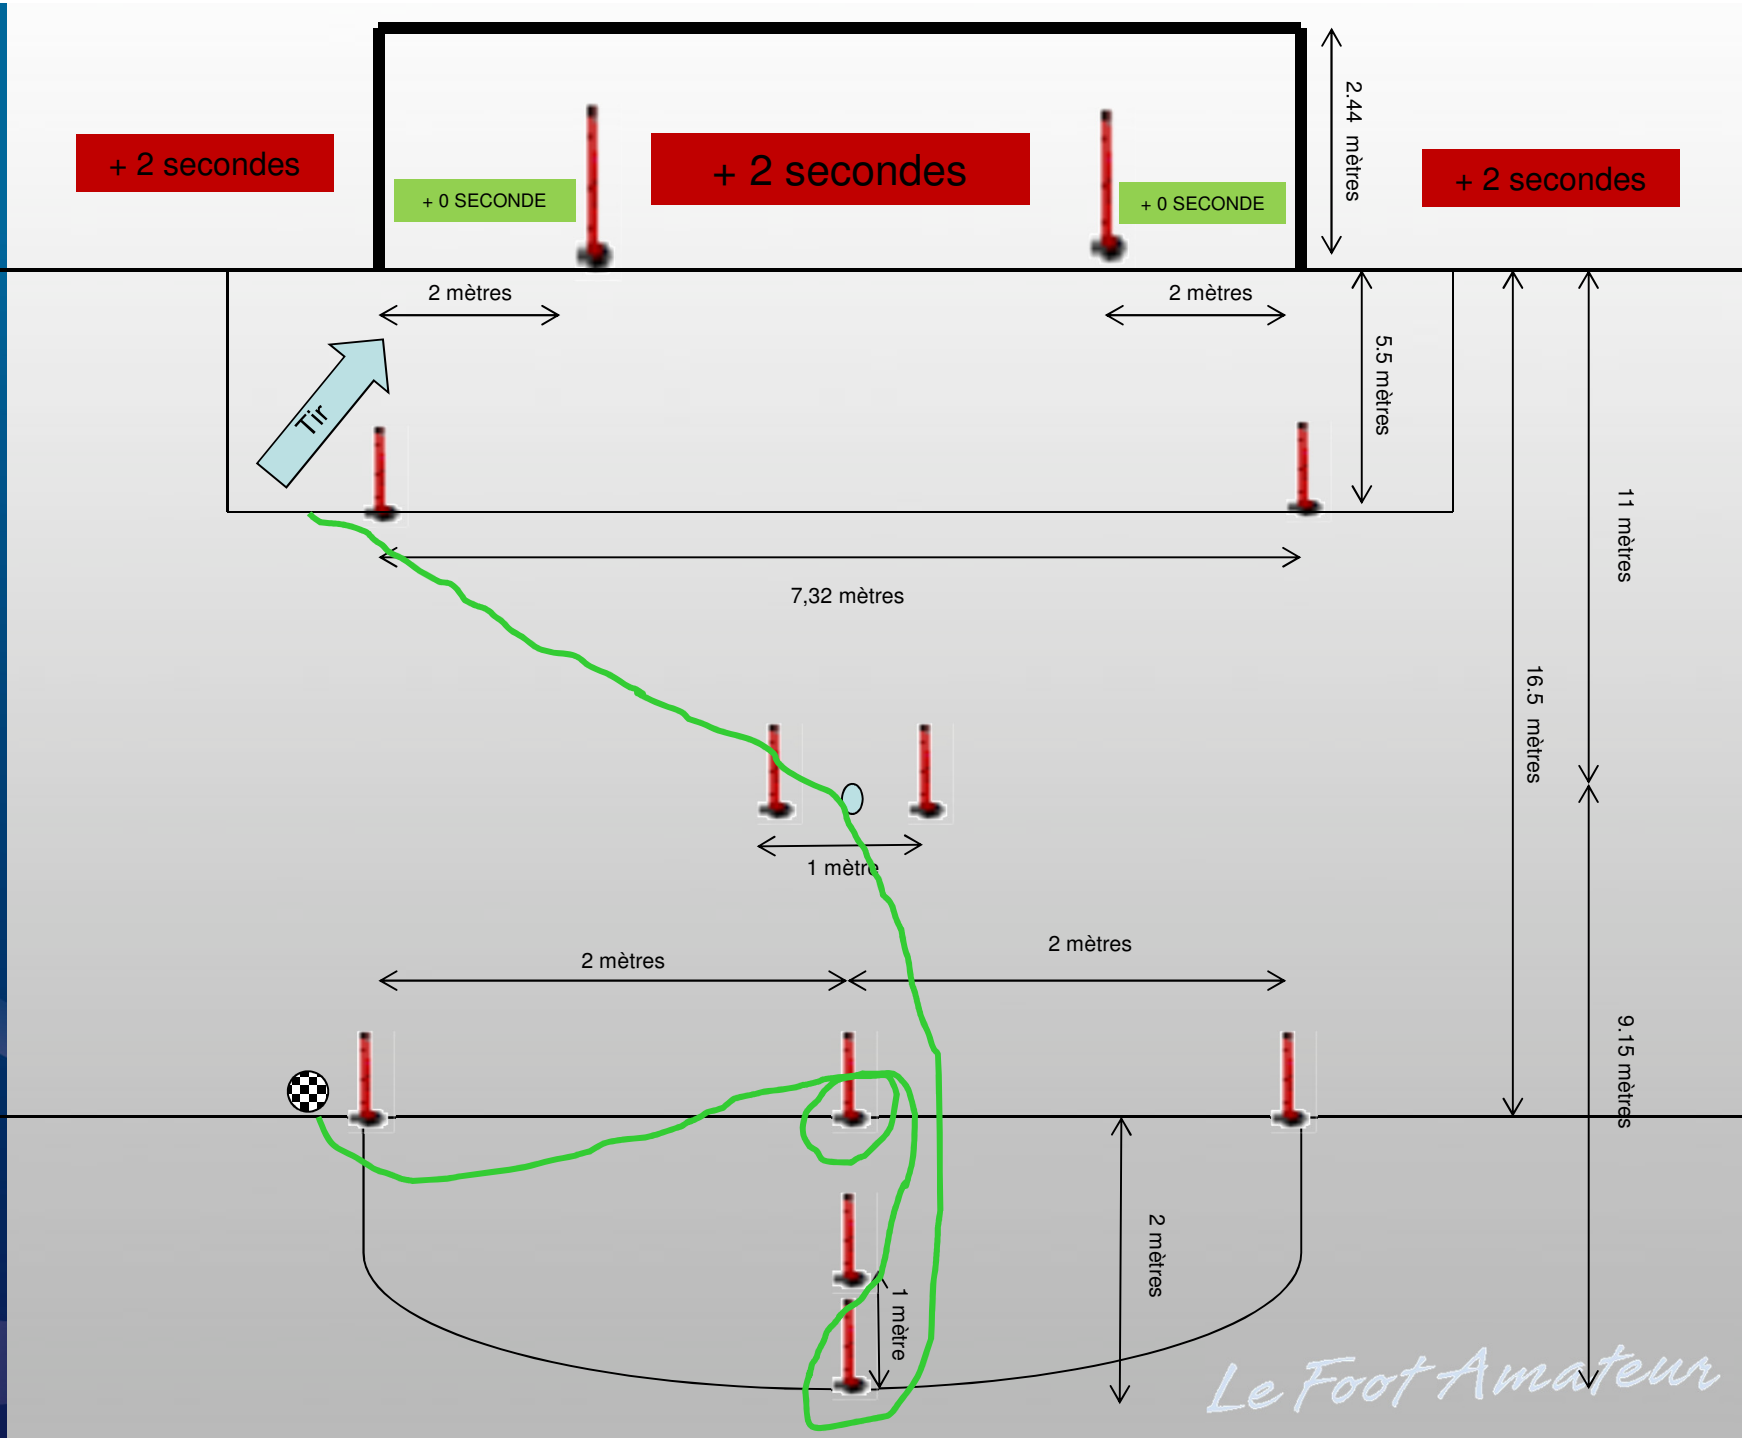 2.44 mètres
+ 2 secondes
+ 2 secondes
+ 2 secondes
+ 0 SECONDE
+ 0 SECONDE
2 mètres
2 mètres
5.5 mètres
Tir
11 mètres
7,32 mètres
16.5 mètres
1 mètre
2 mètres
2 mètres
9.15 mètres
2 mètres
1 mètre
Le Foot Amateur